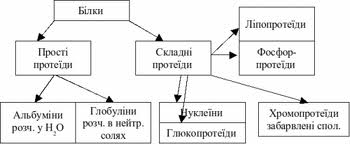 Білки
Прості
протеїди
Складні
протеїди
Ліпопротеїди
Фосфор-
протеїди
Альбуміни
розч. у H₂O
Глобуліни
розч. в нейтр.
солях
Нуклеїни
Глюкопротеїди
Хромопротеїди
забарвлені спол.